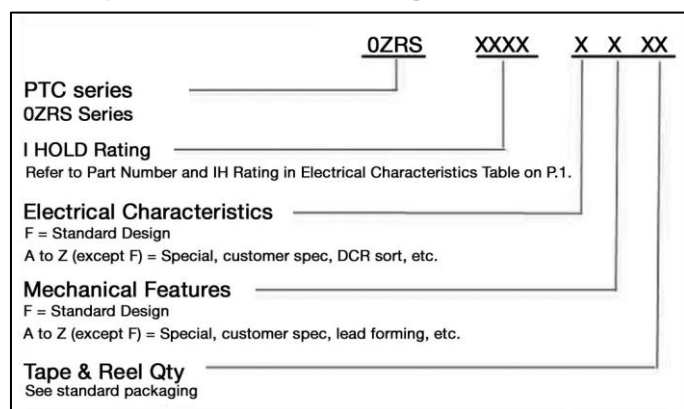 0ZRS XXXX X X XX
PTC series
0ZRS Series
I HOLD Rating
Refer to Part Number and IH Rating in Electrical Characteristics Table on P.1.
Electrical Characteristics
F = Standard Design
A to Z (except F) = Special, customer spec, DCR sort, etc.
Mechanical Features
F = Standard Design
A to Z (except F) = Special, customer spec, lead forming, etc.
Tape & Reel Qty
See standard packaging